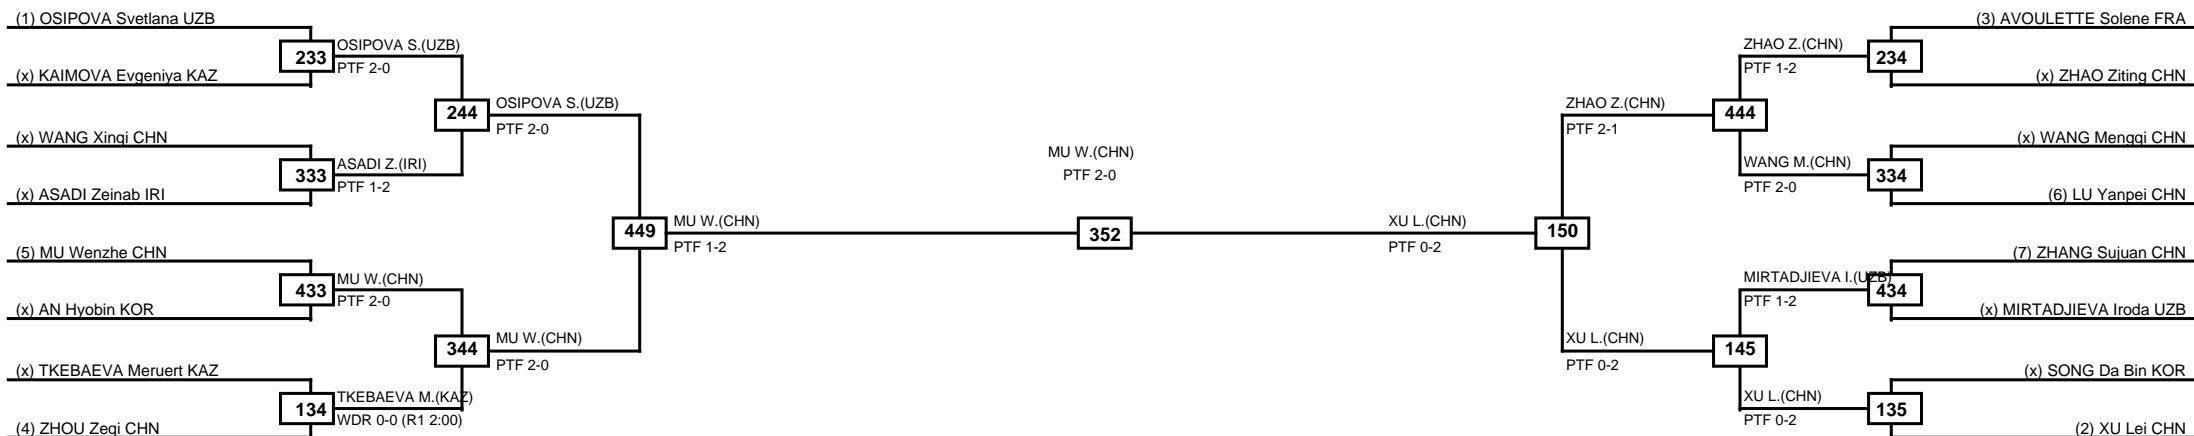 (1) OSIPOVA Svetlana UZB
233
OSIPOVA S.(UZB)
PTF 2-0
(x) KAIMOVA Evgeniya KAZ
244
OSIPOVA S.(UZB)
PTF 2-0
(x) WANG Xinqi CHN
333
ASADI Z.(IRI)
PTF 1-2
(x) ASADI Zeinab IRI
449
MU W.(CHN)
PTF 1-2
(5) MU Wenzhe CHN
433
MU W.(CHN)
PTF 2-0
(x) AN Hyobin KOR
344
MU W.(CHN)
PTF 2-0
(x) TKEBAEVA Meruert KAZ
134
TKEBAEVA M.(KAZ)
WDR 0-0 (R1 2:00)
(4) ZHOU Zeqi CHN
MU W.(CHN)
PTF 2-0
352
(3) AVOULETTE Solene FRA
ZHAO Z.(CHN)
234
PTF 1-2
(x) ZHAO Ziting CHN
ZHAO Z.(CHN)
444
PTF 2-1
(x) WANG Mengqi CHN
WANG M.(CHN)
334
PTF 2-0
(6) LU Yanpei CHN
XU L.(CHN)
150
PTF 0-2
(7) ZHANG Sujuan CHN
MIRTADJIEVA I.(UZB)
434
PTF 1-2
(x) MIRTADJIEVA Iroda UZB
XU L.(CHN)
145
PTF 0-2
(x) SONG Da Bin KOR
XU L.(CHN)
135
PTF 0-2
(2) XU Lei CHN